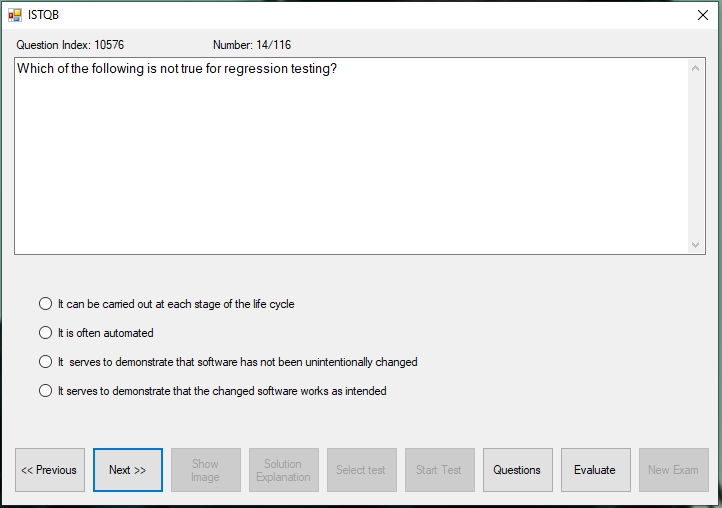 ISTQB
Question Index: 10576 Number: 14/116
Which of the following is not true for regression testing?
It can be carried out at each stage of the life cycle
It is often automated
It  serves to demonstrate that software has not been unintentionally changed
It serves to demonstrate that the changed software works as intended
<< Previous
Next >>
Show
Image
Solution
Explanation
Select test
Start Test
Questions
Evaluate
New Exam